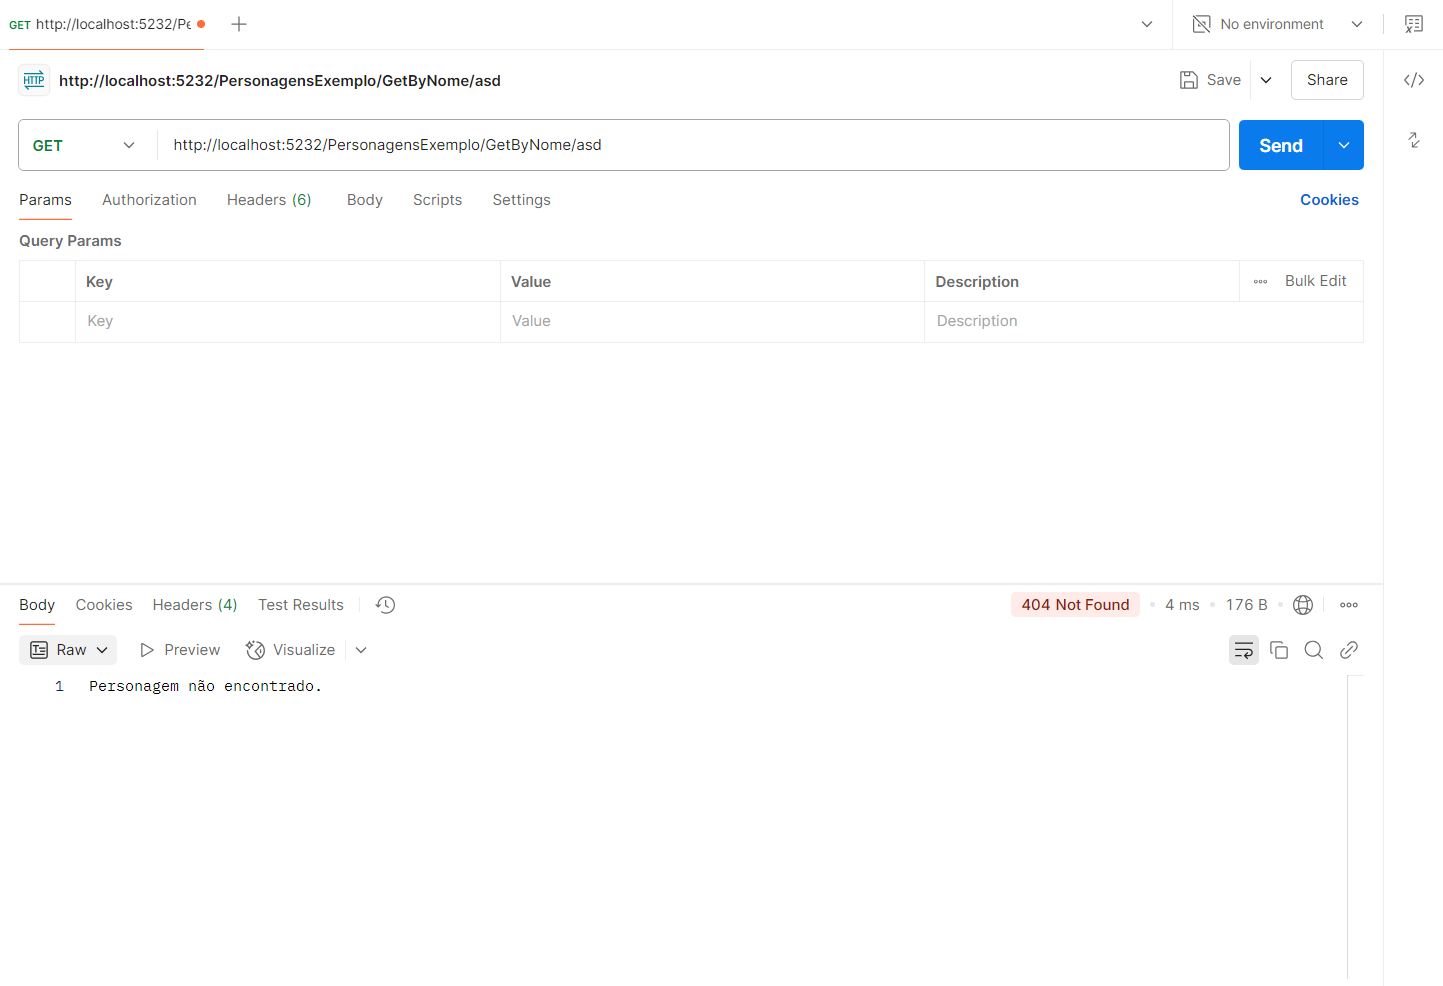 GET http://localhost:5232/Pe
No environment
HTTP http://localhost:5232/PersonagensExemplo/GetByNome/asd
Save
Share
GET http://localhost:5232/PersonagensExemplo/GetByNome/asd
Send
Params Authorization Headers (6) Body Scripts Settings
Cookies
Query Params
Key Value Description Bulk Edit
Key Value Description
Body Cookies Headers (4) Test Results
404 Not Found 4 ms 176 B
Raw Preview Visualize
1 Personagem não encontrado.